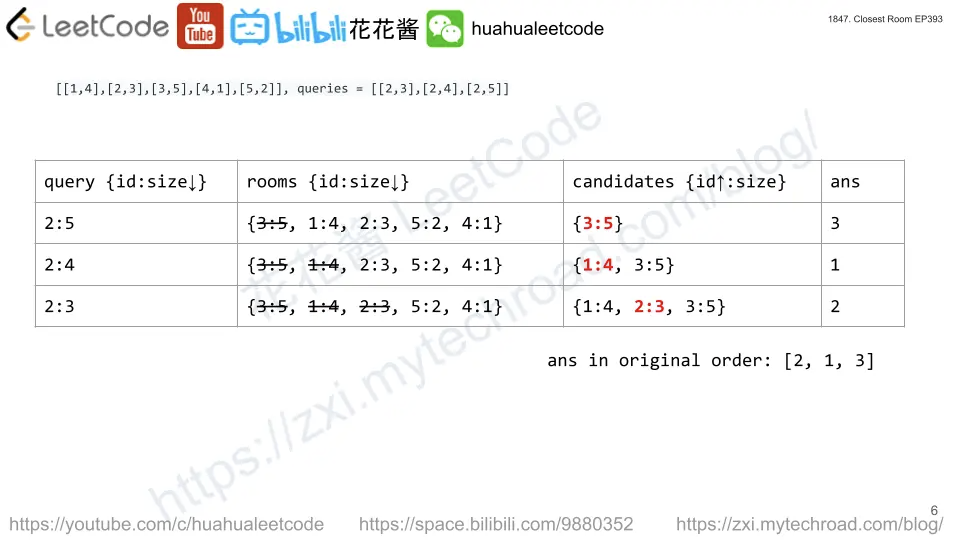 LeetCode You Tube bilibili 花花酱 huahualeetcode
1847. Closest Room EP393
[[1,4],[2,3],[3,5],[4,1],[5,2]], queries = [[2,3],[2,4],[2,5]]
query {id:size↓} rooms {id:size↓} candidates {id↑:size} ans
2:5 {3:5, 1:4, 2:3, 5:2, 4:1} {3:5} 3
2:4 {3:5, 1:4, 2:3, 5:2, 4:1} {1:4, 3:5} 1
2:3 {3:5, 1:4, 2:3, 5:2, 4:1} {1:4, 2:3, 3:5} 2
ans in original order: [2, 1, 3]
花花酱 LeetCode
https://zxi.mytechroad.com/blog/
6
https://youtube.com/c/huahualeetcode https://space.bilibili.com/9880352 https://zxi.mytechroad.com/blog/